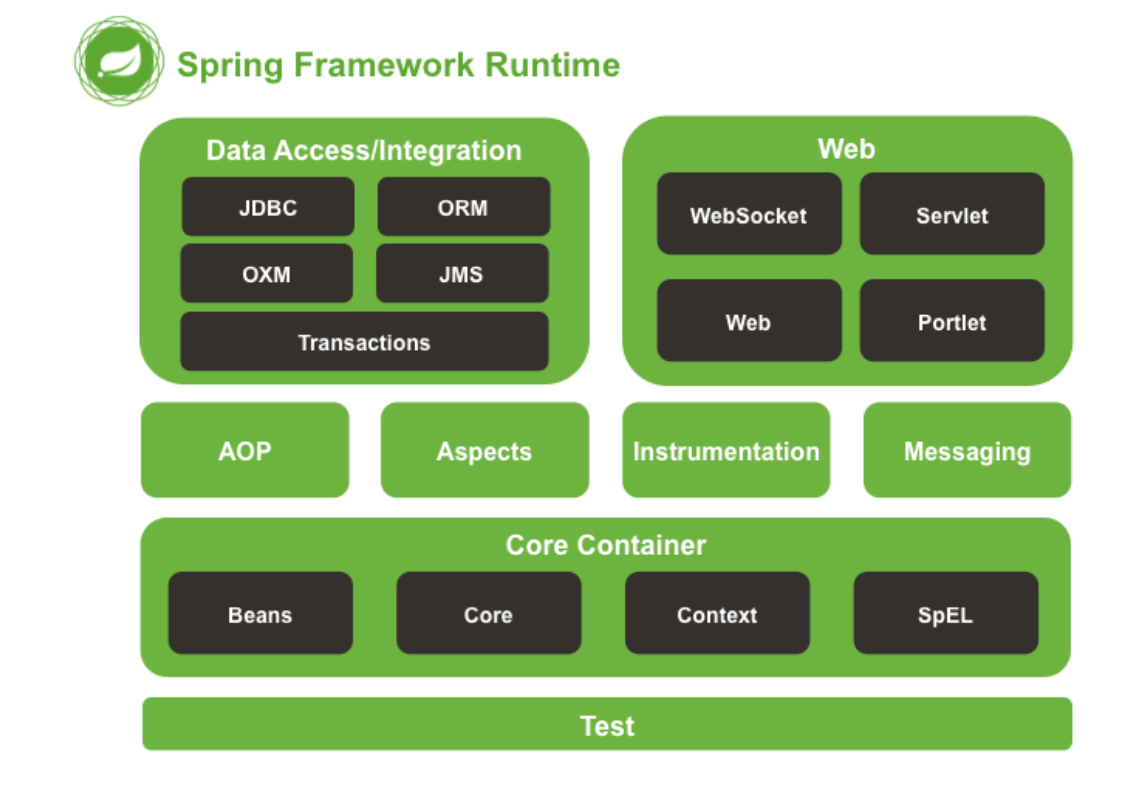 Spring Framework Runtime
Data Access/Integration
JDBC
ORM
OXM
JMS
Transactions
Web
WebSocket
Servlet
Web
Portlet
AOP
Aspects
Instrumentation
Messaging
Core Container
Beans
Core
Context
SpEL
Test